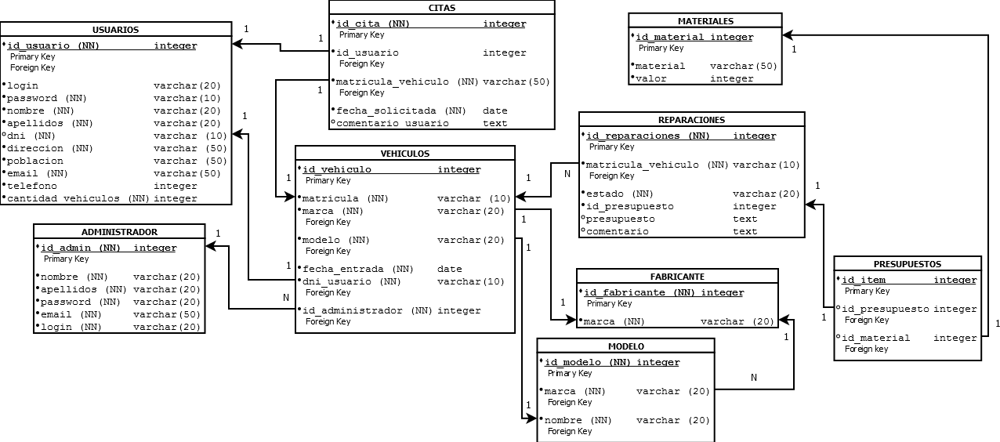 USUARIOS
id_usuario (NN) integer
Primary Key
Foreign Key
login varchar(20)
password (NN) varchar(10)
nombre (NN) varchar(20)
apellidos (NN) varchar(20)
dni (NN) varchar (10)
direccion (NN) varchar (50)
poblacion varchar (50)
email (NN) varchar(50)
telefono integer
cantidad vehiculos (NN) integer
1
1
1
1
CITAS
id_cita (NN) integer
Primary Key
id_usuario integer
Foreign Key
matricula_vehiculo (NN) varchar(50)
Foreign Key
fecha_solicitada (NN) date
comentario usuario text
MATERIALES
id_material integer
Primary Key
material varchar(50)
valor integer
1
ADMINISTRADOR
id_admin (NN) integer
Primary Key
nombre (NN) varchar(20)
apellidos (NN) varchar(20)
password (NN) varchar(20)
email (NN) varchar(50)
login (NN) varchar(20)
1
1
1
N
VEHICULOS
id_vehiculo integer
Primary Key
matricula (NN) varchar (10)
marca (NN) varchar(20)
Foreign Key
modelo (NN) varchar(20)
Foreign Key
fecha_entrada (NN) date
dni_usuario (NN) varchar(10)
Foreign Key
id_administrador (NN) integer
Foreign Key
1
N
1
1
REPARACIONES
id_reparaciones (NN) integer
Primary Key
matricula_vehiculo (NN) varchar(10)
Foreign Key
estado (NN) varchar(20)
id_presupuesto integer
presupuesto text
comentario text
1
1
FABRICANTE
id_fabricante (NN) integer
Primary Key
marca (NN) varchar (20)
1
N
1
MODELO
id_modelo (NN) integer
Primary Key
marca (NN) varchar (20)
Foreign Key
nombre (NN) varchar (20)
Foreign Key
1
PRESUPUESTOS
id_item integer
Primary Key
id_presupuesto integer
Foreign Key
id_material integer
Foreign key
1
1